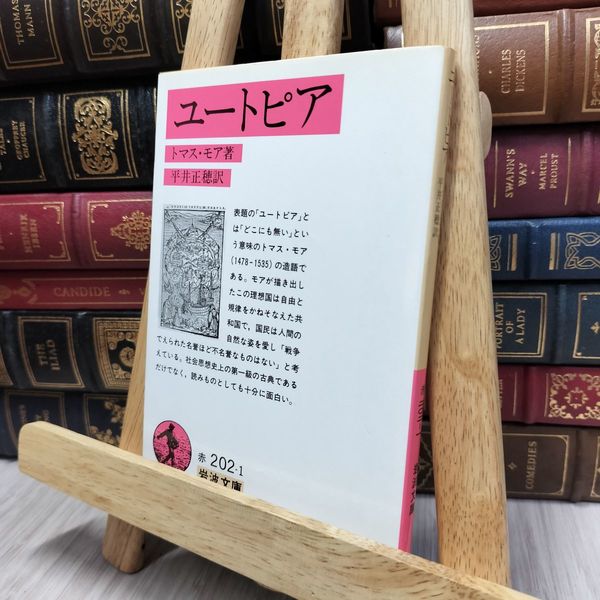 ユートピア
トマス・モア著
平井正穂訳
表題の「ユートピア」と
は「どこにも無い」とい
う意味のトマス・モア
(1478-1535)の造語で
ある。モアが描き出し
たこの理想国は自由と
規律をかねそなえた共
和国で、国民は人間の
自然な姿を愛し「戦争
でえられた名誉ほど不名誉なものはない」と考
えている。社会思想史上の第一級の古典である
だけでなく、読みものとしても十分に面白い。
赤 202-1
岩波文庫
THOMAS
MANN
GEOFFREY
CHAUCER
HENRIK
IBSEN
CANDIDE
THE
ILIAD
CHARLES
DICKENS
SWANN'S
WAY
MARCEL
PROUST
PORTRAIT
OF A
LADY
COMEDIES